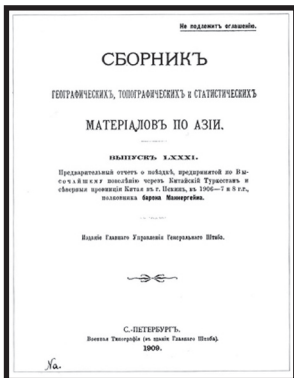 Не подлежитъ оглашенію.
СБОРНИКЪ
ГЕОГРАФИЧЕСКИХЪ, ТОПОГРАФИЧЕСКИХЪ и СТАТИСТИЧЕСКИХЪ
МАТЕРІАЛОВЪ ПО АЗІИ.
ВЫПУСКЪ LXXXI.
Предварительный отчетъ о поѣздкѣ, предпринятой по Вы-
сочайшему повелѣнію черезъ Китайскій Туркестанъ и
сѣверныя провинціи Китая въ г. Пекинъ, въ 1906—7 и 8 г.г.,
полковника барона Маннергейма.
Изданіе Главнаго Управленія Генеральнаго Штаба.
С.-ПЕТЕРБУРГЪ.
Военная Типографія (въ зданіи Главнаго Штаба).
1909.